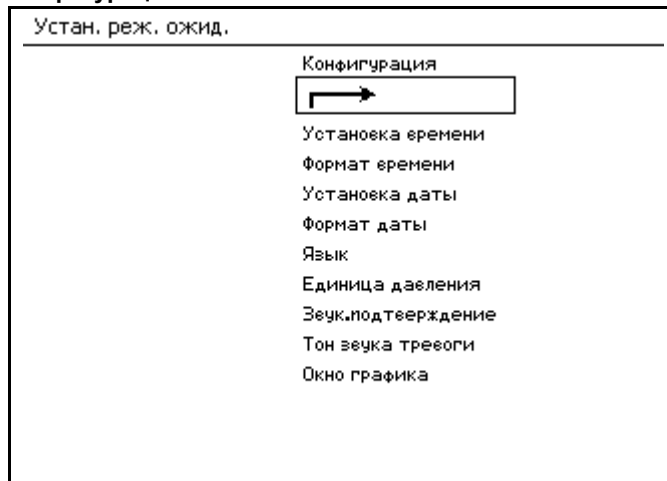 Устан. реж. ожид.
Конфигурация
Установка времени
Формат времени
Установка даты
Формат даты
Язык
Единица давления
Звук.подтверждение
Тон звука тревоги
Окно графика